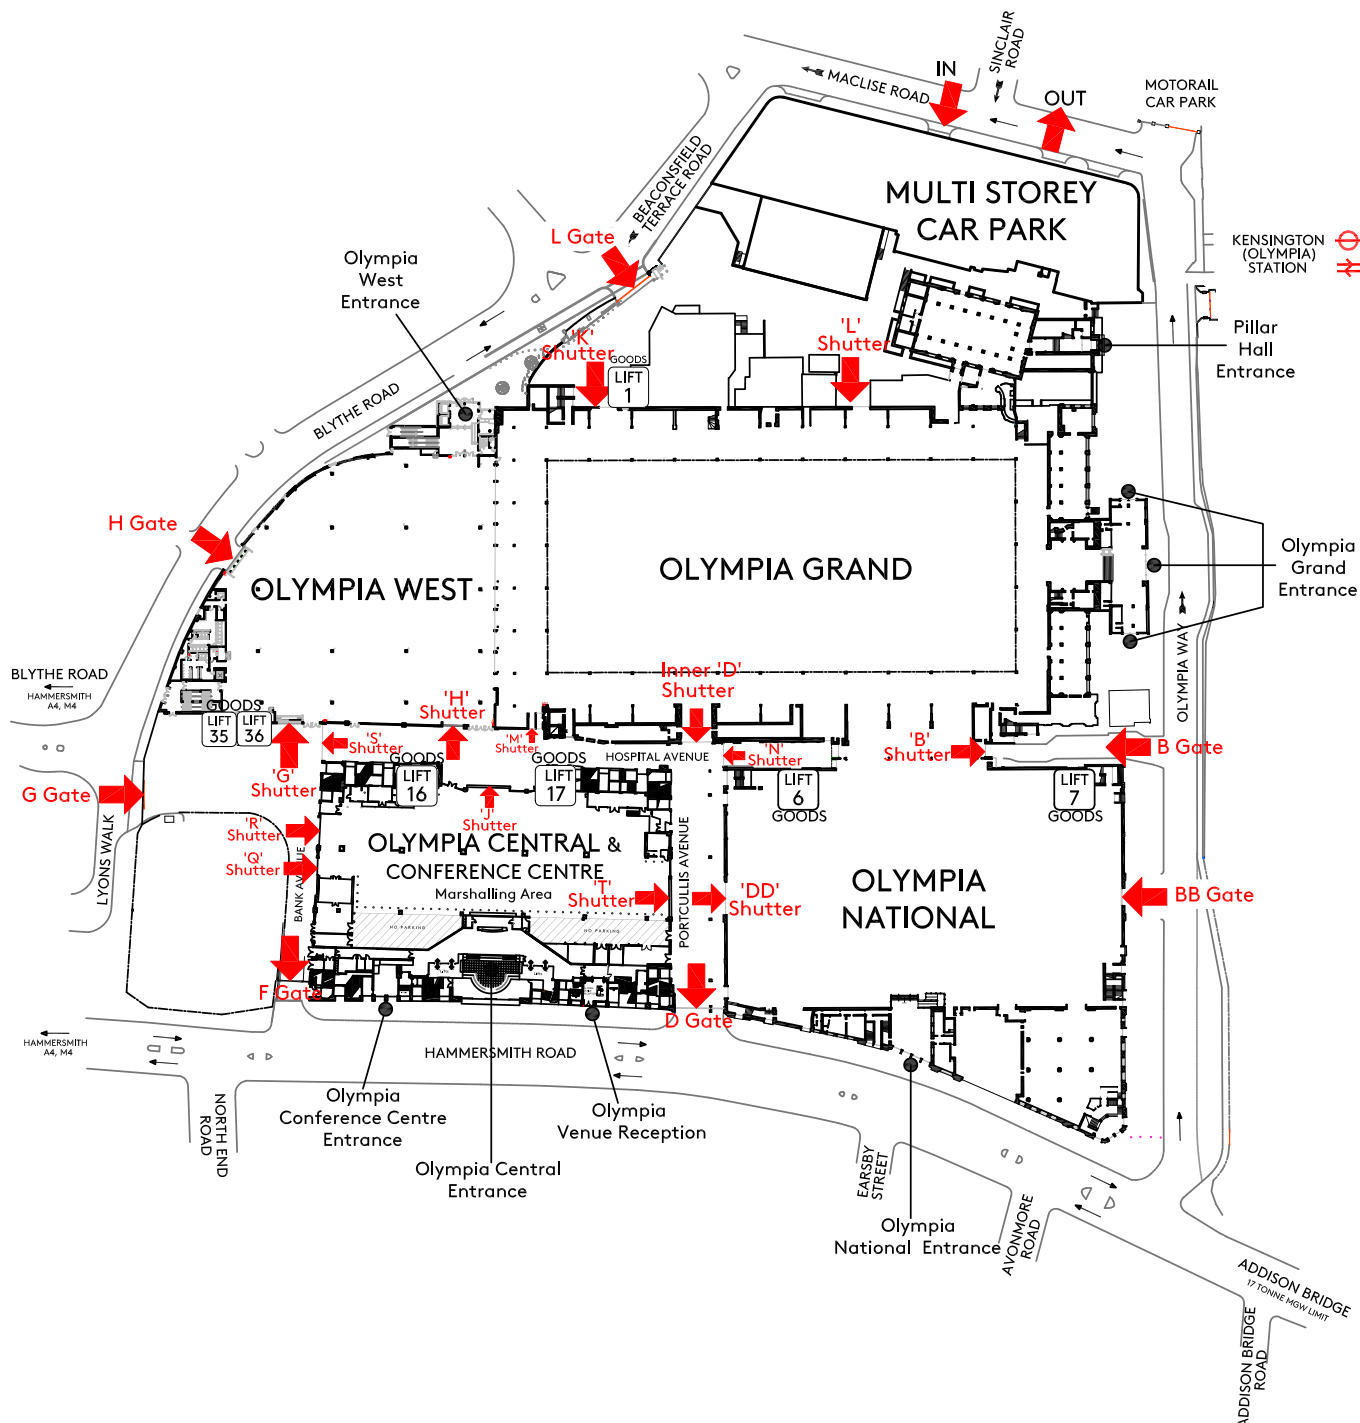 SINCLAIR
ROAD
IN
MACLISE ROAD
OUT
MOTORAIL
CAR PARK
MULTI STOREY
CAR PARK
BEACONSFIELD
TERRACE ROAD
L Gate
KENSINGTON
(OLYMPIA)
STATION
Olympia
West
Entrance
'K'
Shutter
GOODS
LIFT
1
'L'
Shutter
Pillar
Hall
Entrance
BLYTHE ROAD
H Gate
OLYMPIA WEST
OLYMPIA GRAND
Olympia
Grand
Entrance
OLYMPIA WAY
BLYTHE ROAD
HAMMERSMITH
A4, M4
GOODS
LIFT
35
LIFT
36
'H'
Shutter
Inner 'D'
Shutter
'S'
Shutter
'M'
Shutter
HOSPITAL AVENUE
'N'
Shutter
'B'
Shutter
B Gate
'G'
Shutter
GOODS
LIFT
16
GOODS
LIFT
17
LIFT
6
GOODS
LIFT
7
GOODS
G Gate
'J'
Shutter
'R'
Shutter
'Q'
Shutter
LYONS WALK
BANK AVENUE
OLYMPIA CENTRAL &
CONFERENCE CENTRE
Marshalling Area
NO PARKING
NO PARKING
'T'
Shutter
PORTCULLIS AVENUE
'DD'
Shutter
OLYMPIA
NATIONAL
BB Gate
F Gate
D Gate
HAMMERSMITH
A4, M4
HAMMERSMITH ROAD
NORTH END
ROAD
Olympia
Conference Centre
Entrance
Olympia Central
Entrance
Olympia
Venue Reception
EARSBY
STREET
Olympia
National Entrance
AVONMORE
ROAD
ADDISON BRIDGE
17 TONNE MGW LIMIT
ADDISON BRIDGE
ROAD